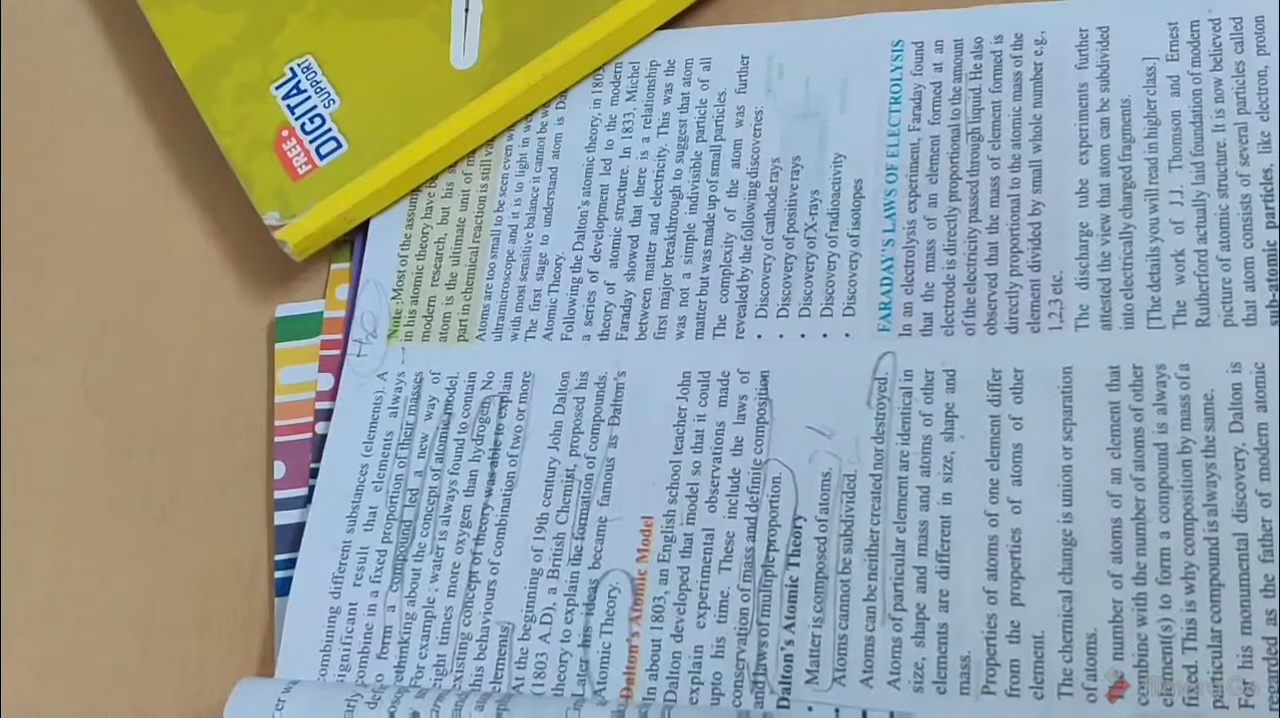 ombining different substances (elements). A
significant result that elements always
combine in a fixed proportion of their masses
to form a compound led a new way of
rethinking about the concept of atomic model.
For example : water is always found to contain
eight times more oxygen than hydrogen. No
existing concept of theory was able to explain
this behaviours of combination of two or more
elements.
At the beginning of 19th century John Dalton
(1803 A.D), a British Chemist, proposed his
theory to explain the formation of compounds.
Later his ideas became famous as Dalton's
Atomic Theory.
Dalton's Atomic Model
In about 1803, an English school teacher John
Dalton developed that model so that it could
explain experimental observations made
upto his time. These include the laws of
conservation of mass and definite composition
and laws of multiple proportion.
Dalton's Atomic Theory
• Matter is composed of atoms.
Atoms cannot be subdivided.
Atoms can be neither created nor destroyed.
Atoms of particular element are identical in
size, shape and mass and atoms of other
elements are different in size, shape and
mass.
Properties of atoms of one element differ
from the properties of atoms of other
element.
The chemical change is union or separation
of atoms.
number of atoms of an element that
combine with the number of atoms of other
element(s) to form a compound is always
fixed. This is why composition by mass of a
particular compound is always the same.
For his monumental discovery, Dalton is
regarded as the father of modern atomic
H₂O
Note : Most of the assum
in his atomic theory have b
modern research, but his
atom is the ultimate unit of m
part in chemical reaction is still va
Atoms are too small to be seen even w
ultramicroscope and it is to light in we
with most sensitive balance it cannot be w
The first stage to understand atom is Da
Atomic Theory.
Following the Dalton's atomic theory, in 180
a series of development led to the modern
theory of atomic structure. In 1833, Michel
Faraday showed that there is a relationship
between matter and electricity. This was the
first major breakthrough to suggest that atom
was not a simple indivisible particle of all
matter but was made up of small particles.
The complexity of the atom was further
revealed by the following discoveries:
• Discovery of cathode rays
• Discovery of positive rays
• Discovery of X-rays
• Discovery of radioactivity
• Discovery of isotopes
FARADAY'S LAWS OF ELECTROLYSIS
In an electrolysis experiment, Faraday found
that the mass of an element formed at an
electrode is directly proportional to the amount
of the electricity passed through liquid. He also
observed that the mass of element formed is
directly proportional to the atomic mass of the
element divided by small whole number e.g.,
1,2,3 etc.
The discharge tube experiments further
attested the view that atom can be subdivided
into electrically charged fragments.
[The details you will read in higher class.]
The work of J.J. Thomson and Ernest
Rutherford actually laid foundation of modern
picture of atomic structure. It is now believed
that atom consists of several particles called
sub-atomic particles, like electron, proton
FREE
DIGITAL
SUPPORT